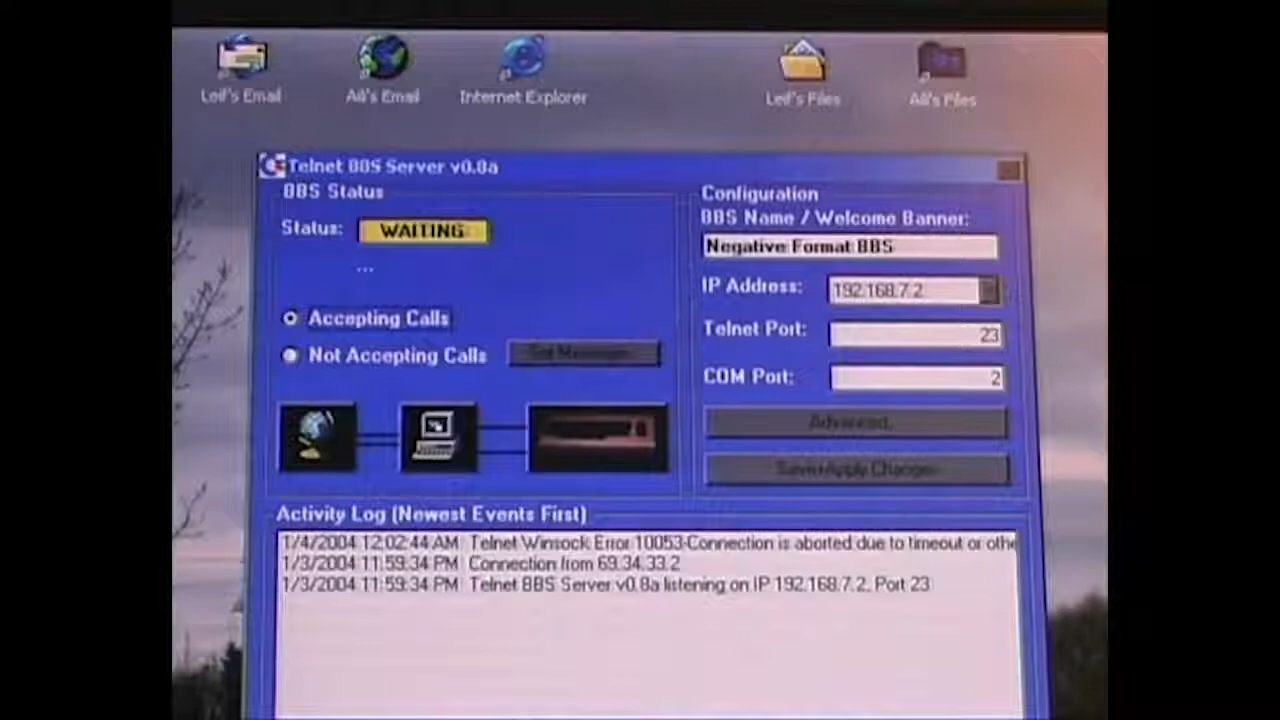 Leif's Email
Ali's Email
Internet Explorer
Leif's Files
Ali's Files
Telnet BBS Server v0.8a
BBS Status
Status:
WAITING
...
Accepting Calls
Not Accepting Calls
Configuration
BBS Name / Welcome Banner:
Negative Format BBS
IP Address:
192.168.7.2
Telnet Port:
23
COM Port:
2
Advanced.
Save/Apply Changes
Activity Log (Newest Events First)
1/4/2004 12:02:44 AM Telnet Winsock Error 10053-Connection is aborted due to timeout or othe
1/3/2004 11:59:34 PM Connection from 69.34.33.2
1/3/2004 11:59:34 PM Telnet BBS Server v0.8a listening on IP 192.168.7.2, Port 23